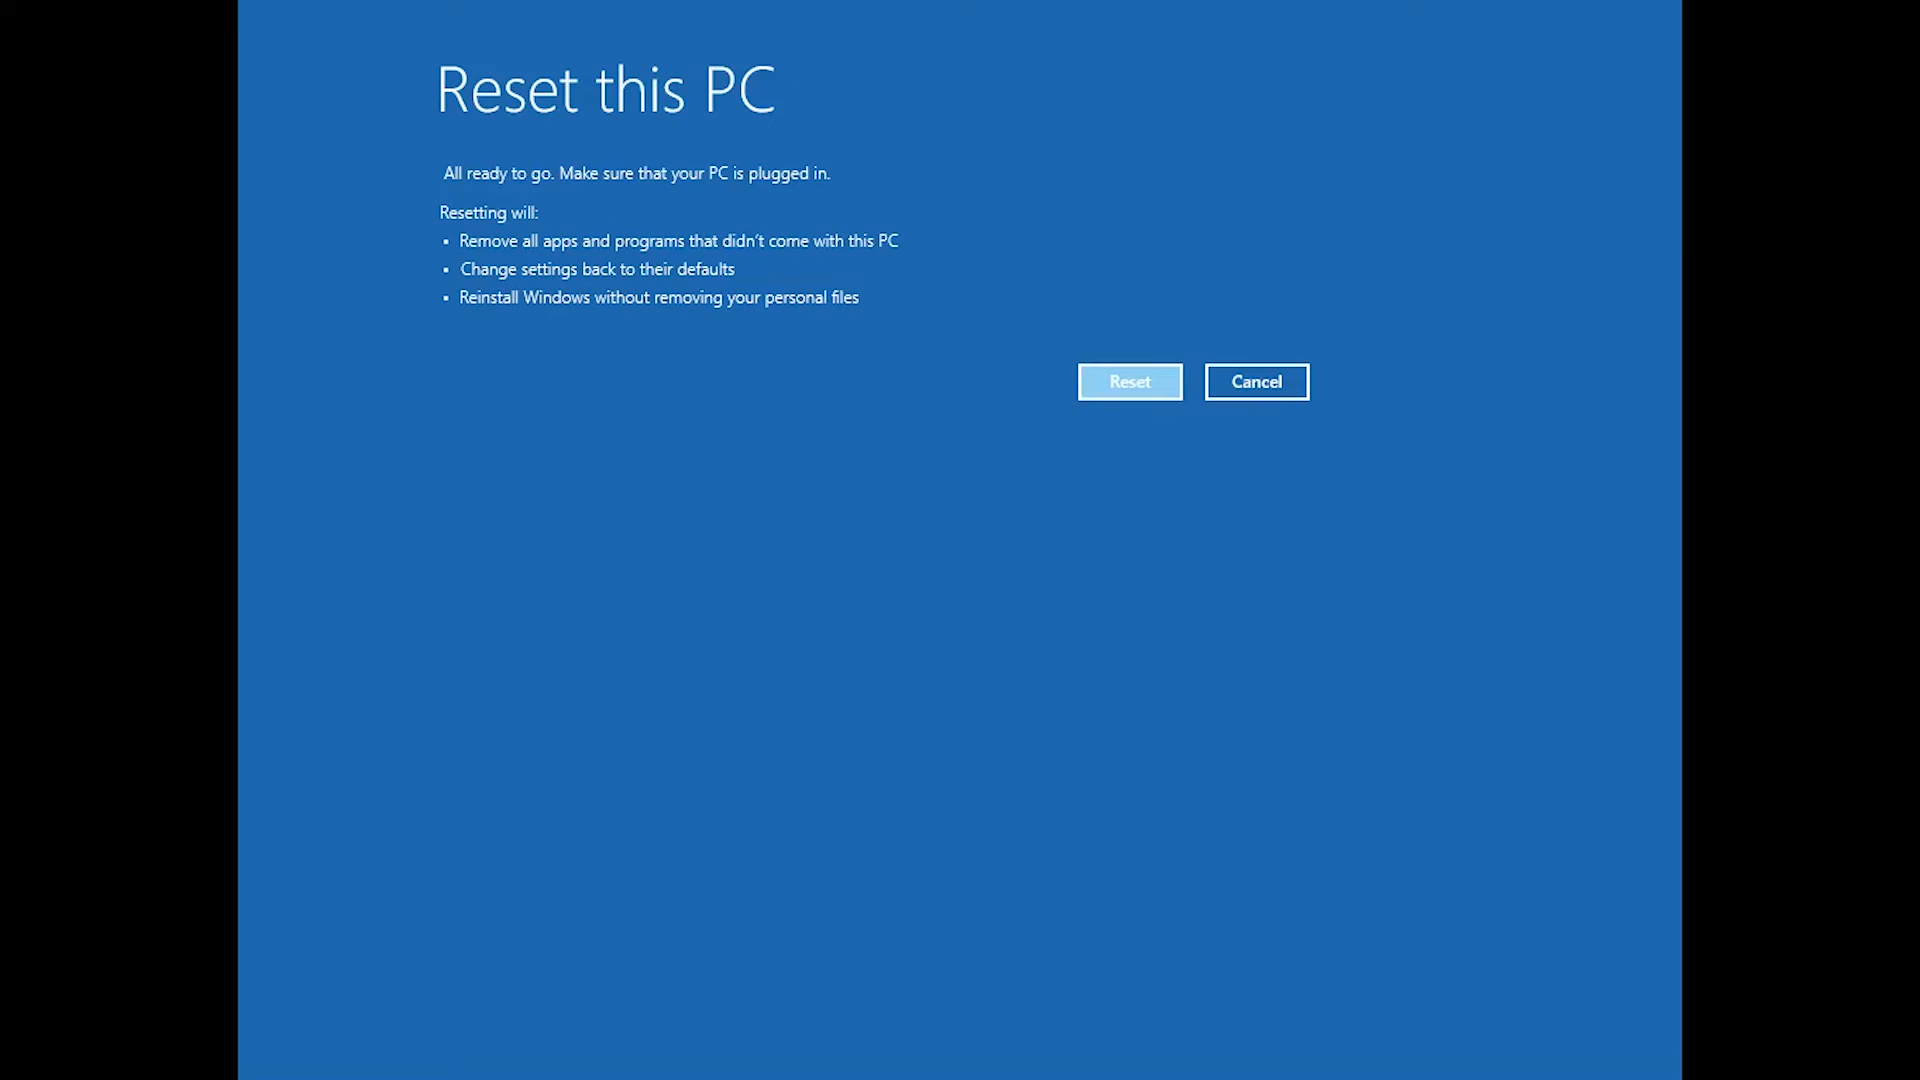 Reset this PC
All ready to go. Make sure that your PC is plugged in.
Resetting will:
▪ Remove all apps and programs that didn't come with this PC
▪ Change settings back to their defaults
▪ Reinstall Windows without removing your personal files
Reset Cancel